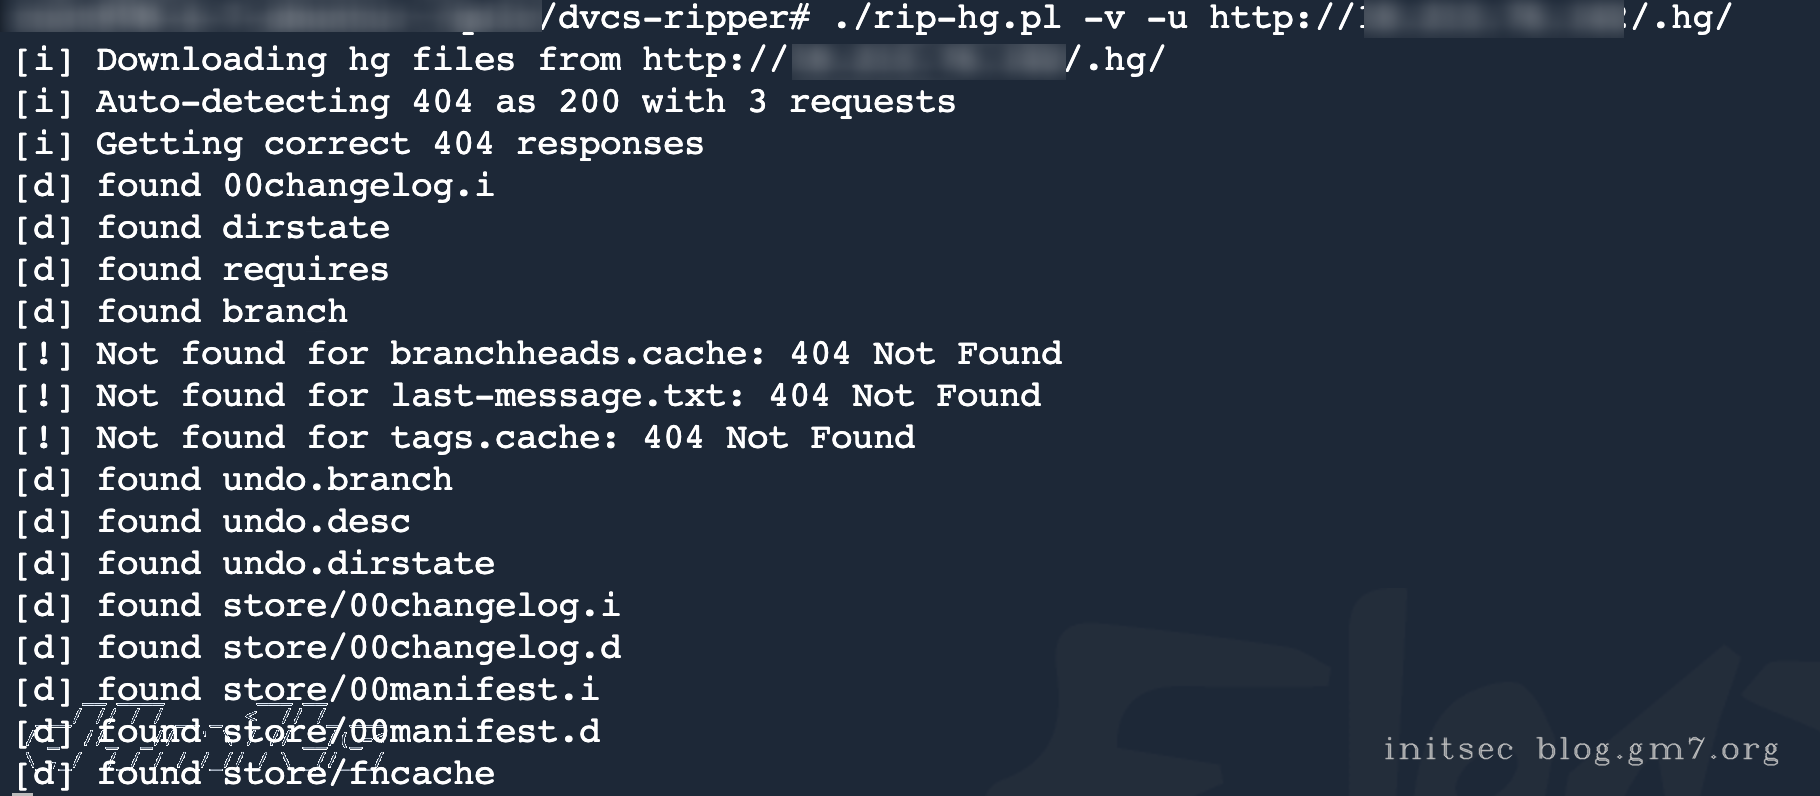 /dvcs-ripper# ./rip-hg.pl -v -u http:///.hg/
[i] Downloading hg files from http:///.hg/
[i] Auto-detecting 404 as 200 with 3 requests
[i] Getting correct 404 responses
[d] found 00changelog.i
[d] found dirstate
[d] found requires
[d] found branch
[!] Not found for branchheads.cache: 404 Not Found
[!] Not found for last-message.txt: 404 Not Found
[!] Not found for tags.cache: 404 Not Found
[d] found undo.branch
[d] found undo.desc
[d] found undo.dirstate
[d] found store/00changelog.i
[d] found store/00changelog.d
[d] found store/00manifest.i
[d] found store/00manifest.d
[d] found store/fncache
initsec blog.gm7.org